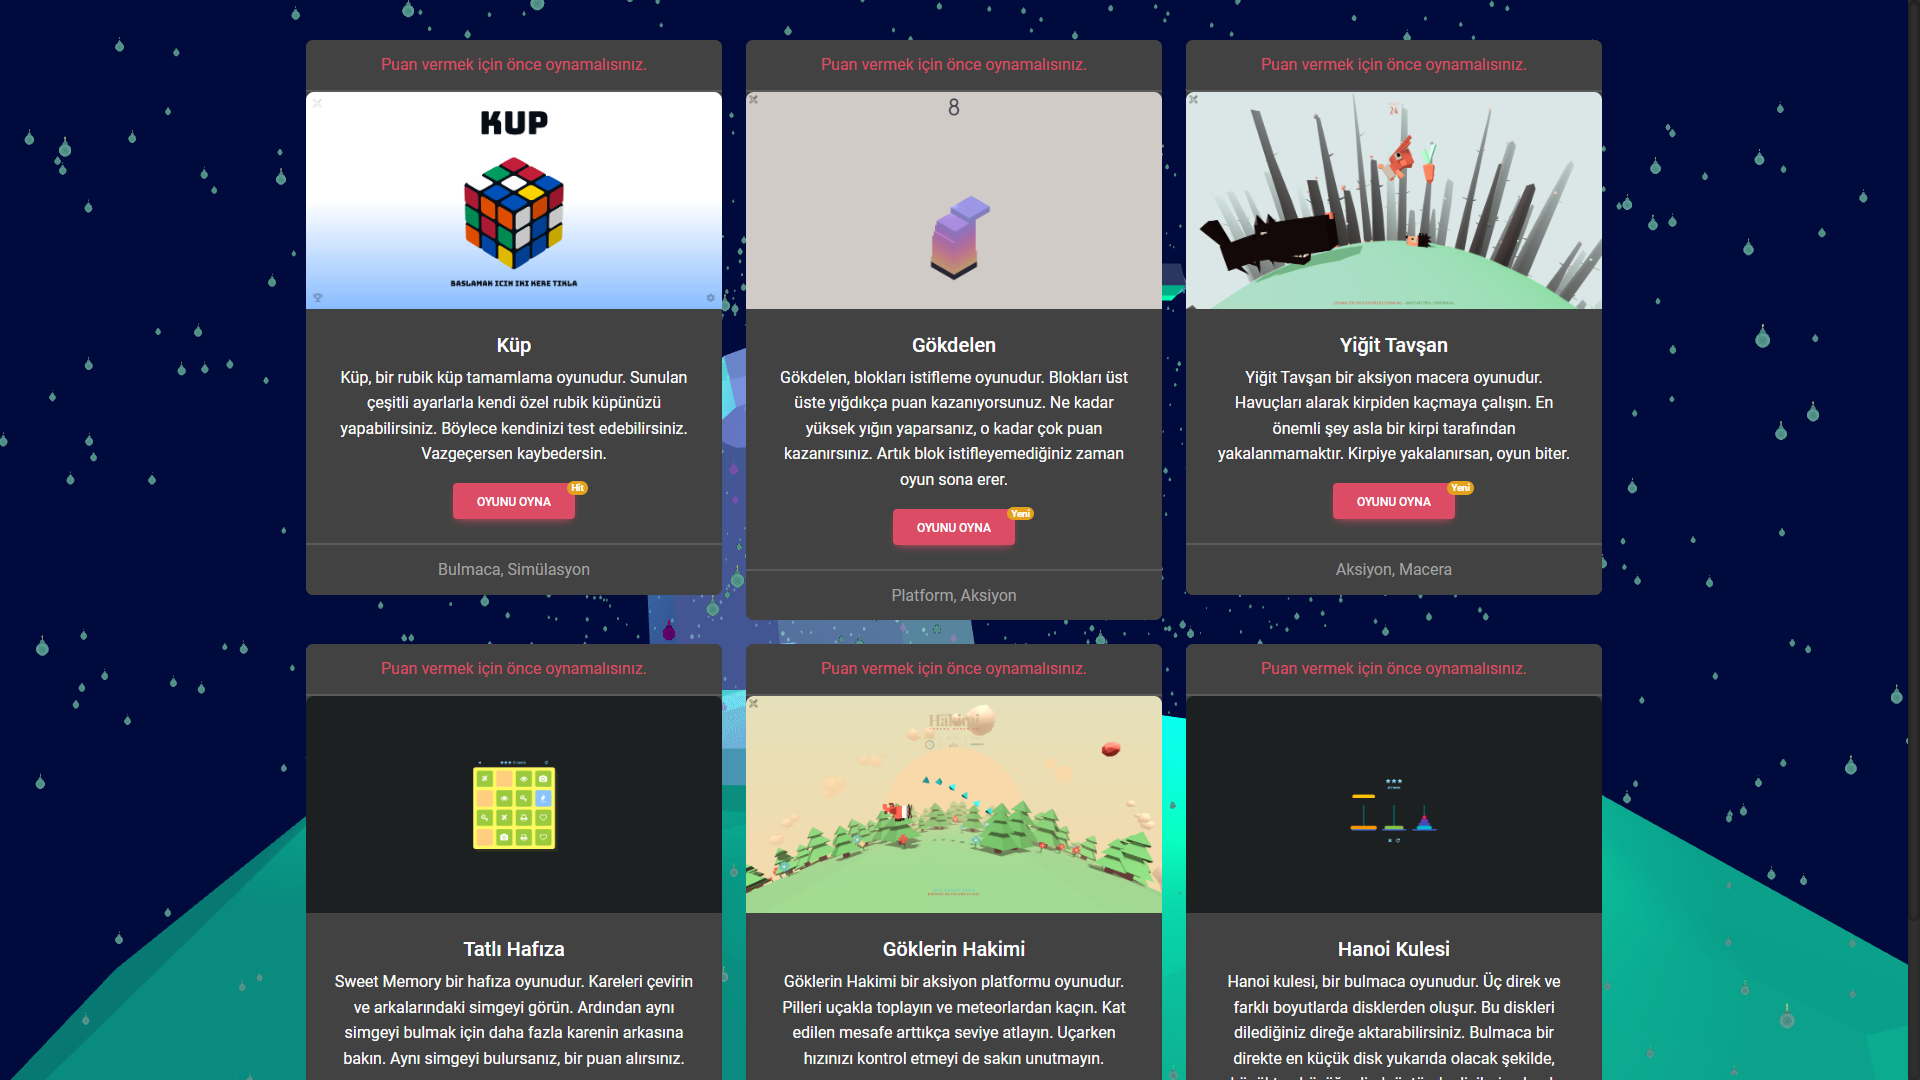 Puan vermek için önce oynamalısınız.
KUP
BASLAMAK ICIN IKI KERE TIKLA
Küp
Küp, bir rubik küp tamamlama oyunudur. Sunulan
çeşitli ayarlarla kendi özel rubik küpünüzü
yapabilirsiniz. Böylece kendinizi test edebilirsiniz.
Vazgeçersen kaybedersin.
OYUNU OYNA
Hit
Bulmaca, Simülasyon
Puan vermek için önce oynamalısınız.
8
Gökdelen
Gökdelen, blokları istifleme oyunudur. Blokları üst
üste yığdıkça puan kazanıyorsunuz. Ne kadar
yüksek yığın yaparsanız, o kadar çok puan
kazanırsınız. Artık blok istifleyemediğiniz zaman
oyun sona erer.
OYUNU OYNA
Yeni
Platform, Aksiyon
Puan vermek için önce oynamalısınız.
24
Yiğit Tavşan
Yiğit Tavşan bir aksiyon macera oyunudur.
Havuçları alarak kirpiden kaçmaya çalışın. En
önemli şey asla bir kirpi tarafından
yakalanmamaktır. Kirpiye yakalanırsan, oyun biter.
OYUNU OYNA
Yeni
Aksiyon, Macera
Puan vermek için önce oynamalısınız.
Tatlı Hafıza
Sweet Memory bir hafıza oyunudur. Kareleri çevirin
ve arkalarındaki simgeyi görün. Ardından aynı
simgeyi bulmak için daha fazla karenin arkasına
bakın. Aynı simgeyi bulursanız, bir puan alırsınız.
Puan vermek için önce oynamalısınız.
Hakimi
Göklerin Hakimi
Göklerin Hakimi bir aksiyon platformu oyunudur.
Pilleri uçakla toplayın ve meteorlardan kaçın. Kat
edilen mesafe arttıkça seviye atlayın. Uçarken
hızınızı kontrol etmeyi de sakın unutmayın.
Puan vermek için önce oynamalısınız.
Hanoi Kulesi
Hanoi kulesi, bir bulmaca oyunudur. Üç direk ve
farklı boyutlarda disklerden oluşur. Bu diskleri
dilediğiniz direğe aktarabilirsiniz. Bulmaca bir
direkte en küçük disk yukarıda olacak şekilde,